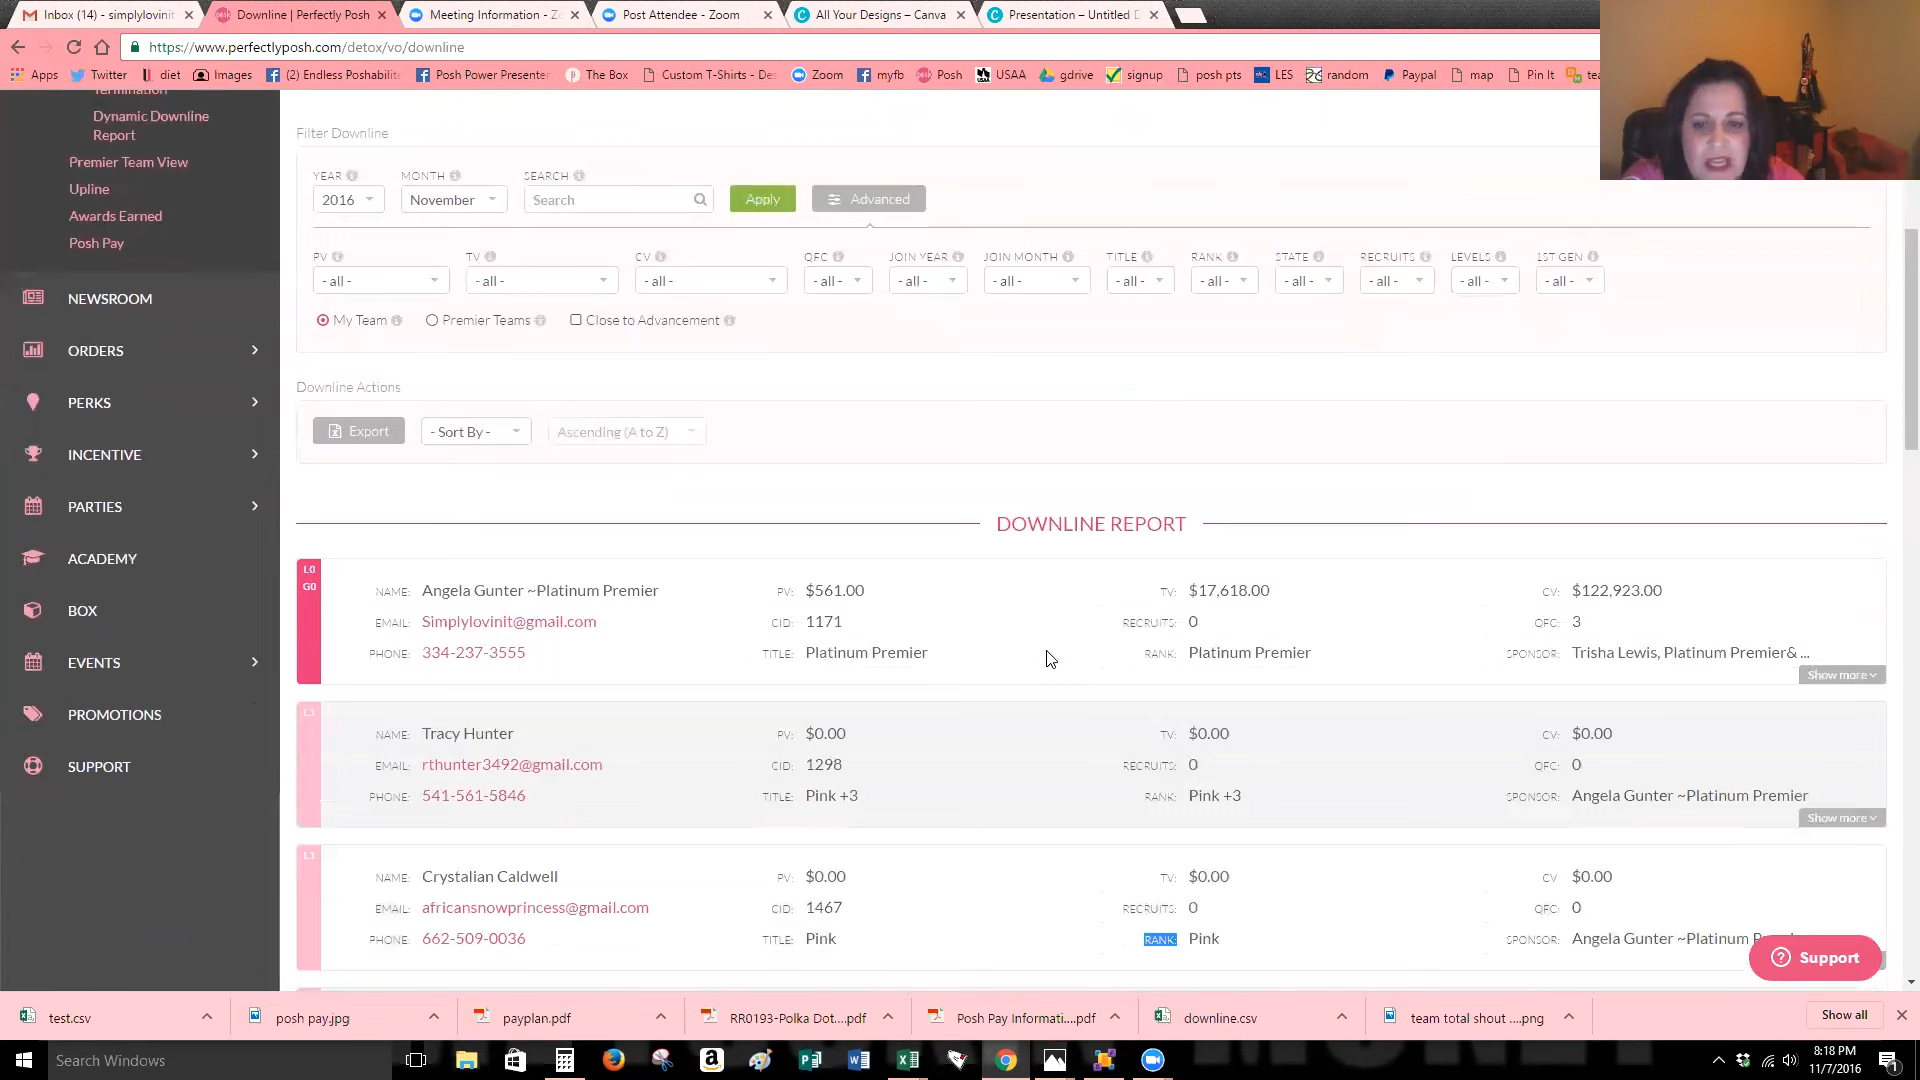 Inbox (14) - simplylovinit
Downline | Perfectly Posh
Meeting Information - Z
Post Attendee - Zoom
All Your Designs – Canva
Presentation – Untitled D
https://www.perfectlyposh.com/detox/vo/downline
Apps Twitter diet Images (2) Endless Poshabilit Posh Power Presenter The Box Custom T-Shirts - Des Zoom myfb Posh USAA gdrive signup posh pts LES random Paypal map Pin It tea
Termination
Dynamic Downline
Report
Premier Team View
Upline
Awards Earned
Posh Pay
NEWSROOM
ORDERS
PERKS
INCENTIVE
PARTIES
ACADEMY
BOX
EVENTS
PROMOTIONS
SUPPORT
Filter Downline
YEAR MONTH SEARCH
2016 November Search Apply Advanced
PV TV CV QFC JOIN YEAR JOIN MONTH TITLE RANK STATE RECRUITS LEVELS 1ST GEN
- all - - all - - all - - all - - all - - all - - all - - all - - all - - all - - all - - all -
My Team Premier Teams Close to Advancement
Downline Actions
Export - Sort By - Ascending (A to Z)
DOWNLINE REPORT
L0
G0
NAME: Angela Gunter ~Platinum Premier PV: $561.00 TV: $17,618.00 CV: $122,923.00
EMAIL: Simplylovinit@gmail.com CID: 1171 RECRUITS: 0 QFC: 3
PHONE: 334-237-3555 TITLE: Platinum Premier RANK: Platinum Premier SPONSOR: Trisha Lewis, Platinum Premier& ...
Show more
L1
NAME: Tracy Hunter PV: $0.00 TV: $0.00 CV: $0.00
EMAIL: rthunter3492@gmail.com CID: 1298 RECRUITS: 0 QFC: 0
PHONE: 541-561-5846 TITLE: Pink +3 RANK: Pink +3 SPONSOR: Angela Gunter ~Platinum Premier
Show more
L1
NAME: Crystalian Caldwell PV: $0.00 TV: $0.00 CV $0.00
EMAIL: africansnowprincess@gmail.com CID: 1467 RECRUITS: 0 QFC: 0
PHONE: 662-509-0036 TITLE: Pink RANK: Pink SPONSOR: Angela Gunter ~Platinum
Support
test.csv posh pay.jpg payplan.pdf RR0193-Polka Dot....pdf Posh Pay Informati....pdf downline.csv team total shout ....png Show all
Search Windows
8:18 PM
11/7/2016